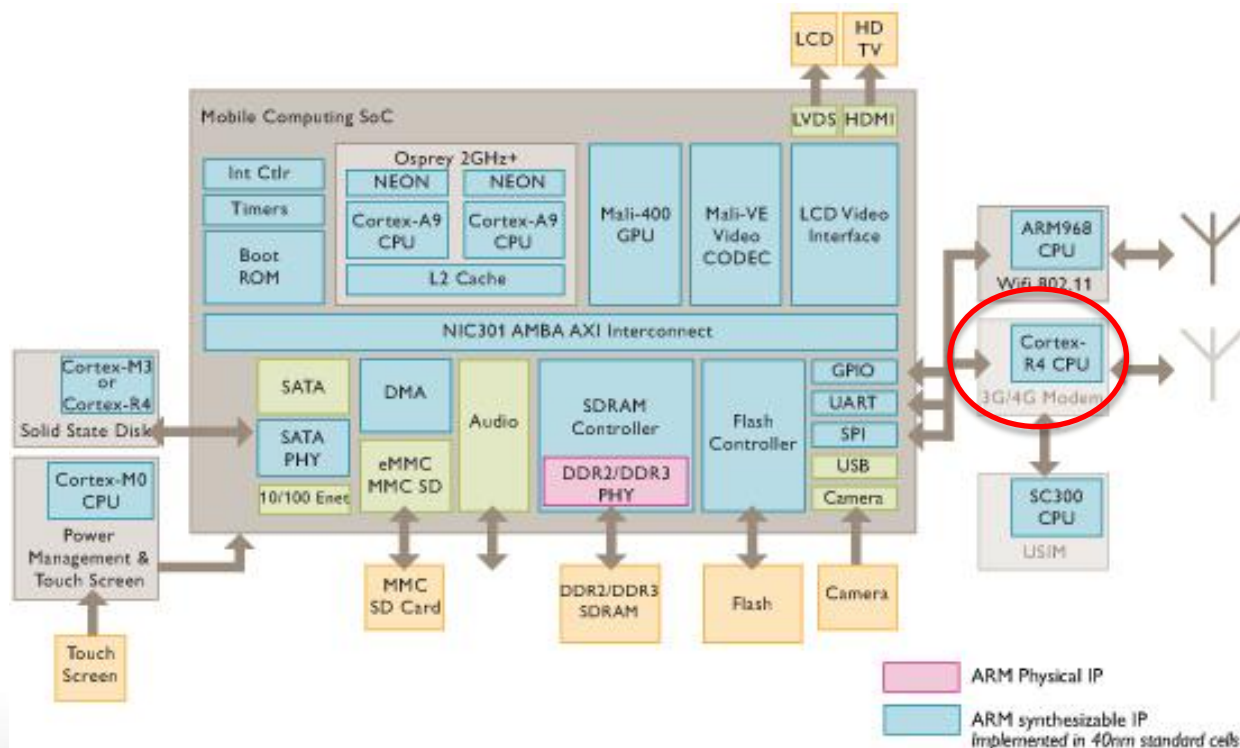 LCD
HD
TV
Mobile Computing SoC
LVDS
HDMI
Int Ctlr
Timers
Boot
ROM
Osprey 2GHz+
NEON
NEON
Cortex-A9
CPU
Cortex-A9
CPU
L2 Cache
Mali-400
GPU
Mali-VE
Video
CODEC
LCD Video
Interface
ARM968
CPU
Wifi 802.11
NIC301 AMBA AXI Interconnect
Cortex-
R4 CPU
3G/4G Modem
Cortex-M3
or
Cortex-R4
Solid State Disk
SATA
SATA
PHY
10/100 Enet
DMA
eMMC
MMC SD
Audio
SDRAM
Controller
DDR2/DDR3
PHY
Flash
Controller
GPIO
UART
SPI
USB
Camera
SC300
CPU
USIM
Cortex-M0
CPU
Power
Management &
Touch Screen
Touch
Screen
MMC
SD Card
DDR2/DDR3
SDRAM
Flash
Camera
ARM Physical IP
ARM synthesizable IP
Implemented in 40nm standard cells